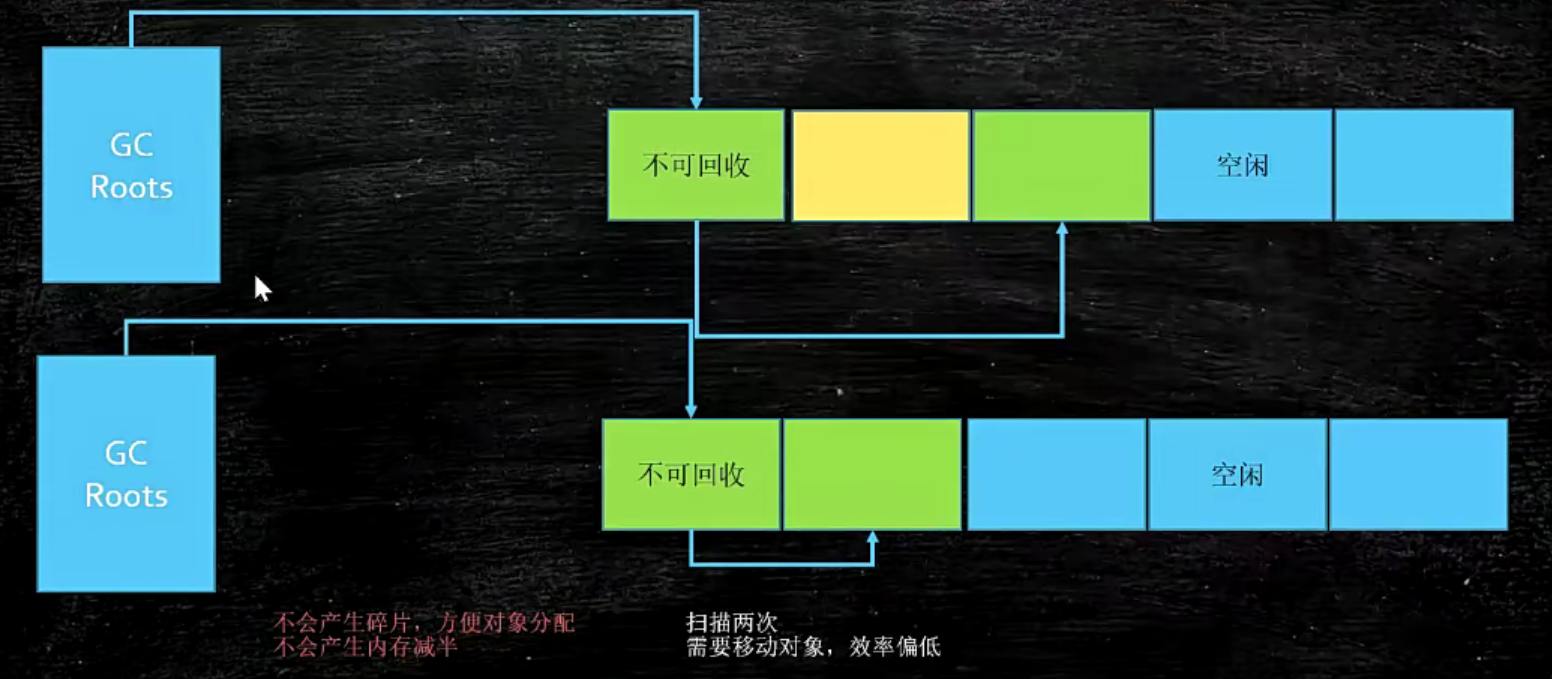 GC
Roots
不可回收
空闲
GC
Roots
不可回收
空闲
不会产生碎片，方便对象分配
不会产生内存减半
扫描两次
需要移动对象，效率偏低